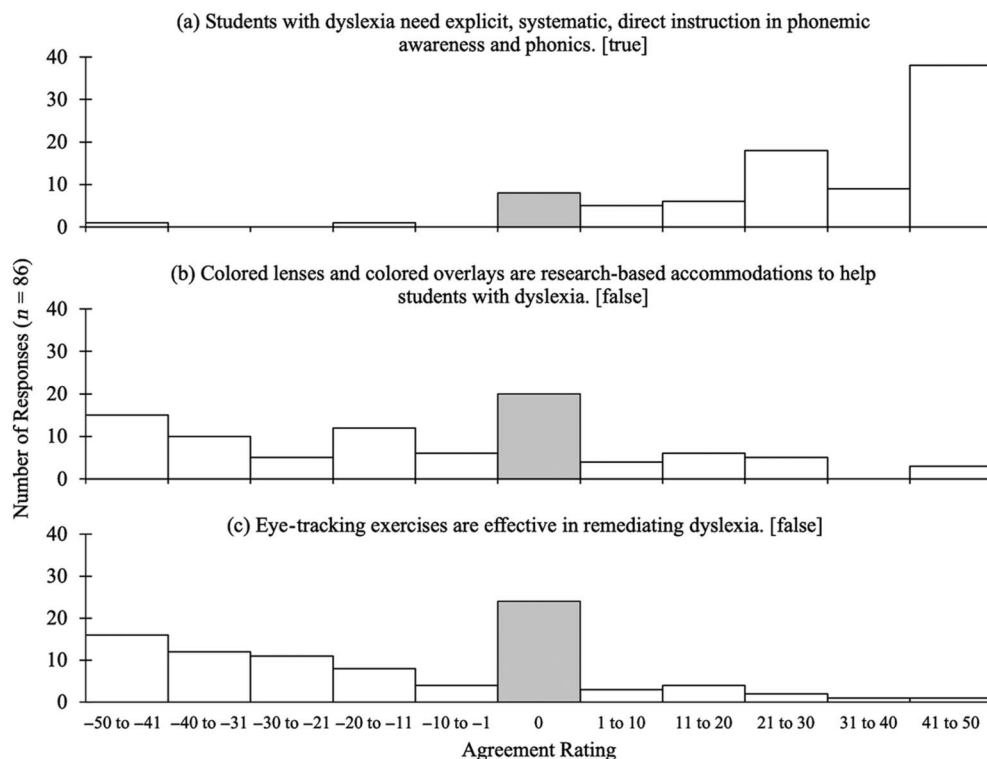 (a) Students with dyslexia need explicit, systematic, direct instruction in phonemic
awareness and phonics. [true]
40
30
20
10
0
Number of Responses (n = 86)
(b) Colored lenses and colored overlays are research-based accommodations to help
students with dyslexia. [false]
40
30
20
10
0
(c) Eye-tracking exercises are effective in remediating dyslexia. [false]
40
30
20
10
0
–50 to –41 –40 to –31 –30 to –21 –20 to –11 –10 to –1 0 1 to 10 11 to 20 21 to 30 31 to 40 41 to 50
Agreement Rating